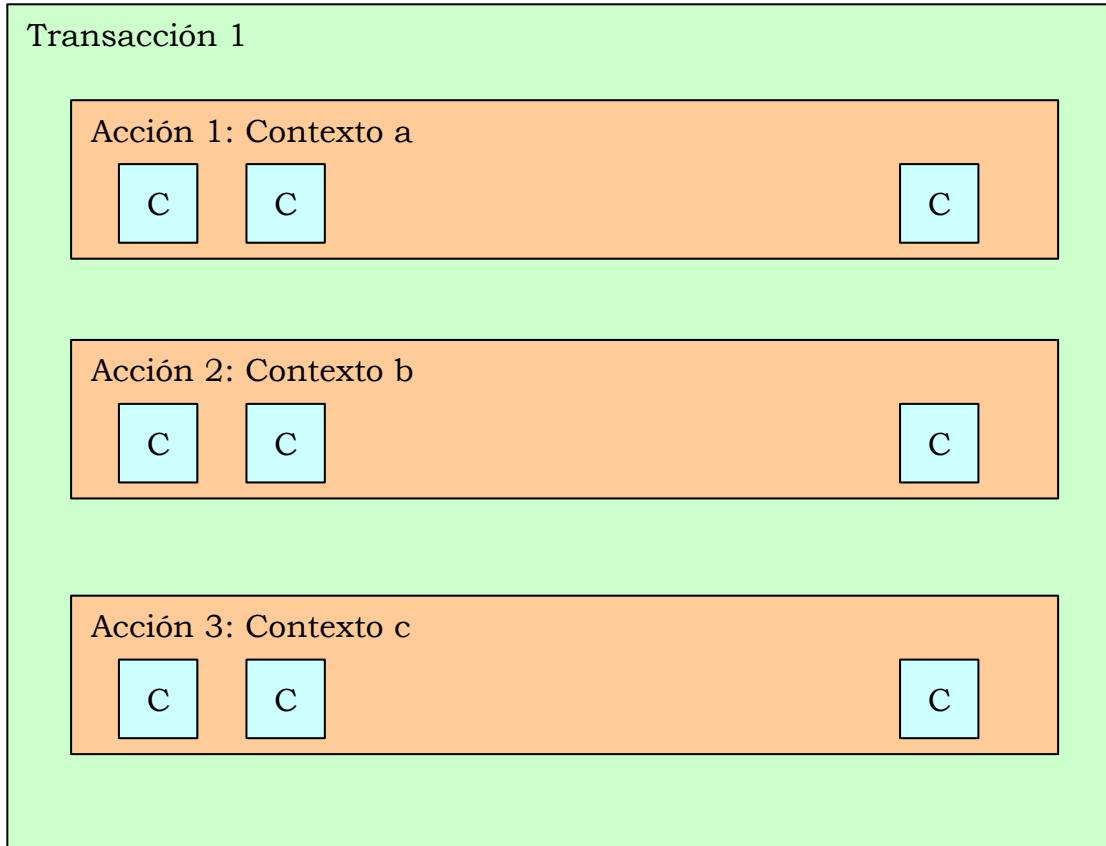 Transacción 1
Acción 1: Contexto a
C C C
Acción 2: Contexto b
C C C
Acción 3: Contexto c
C C C